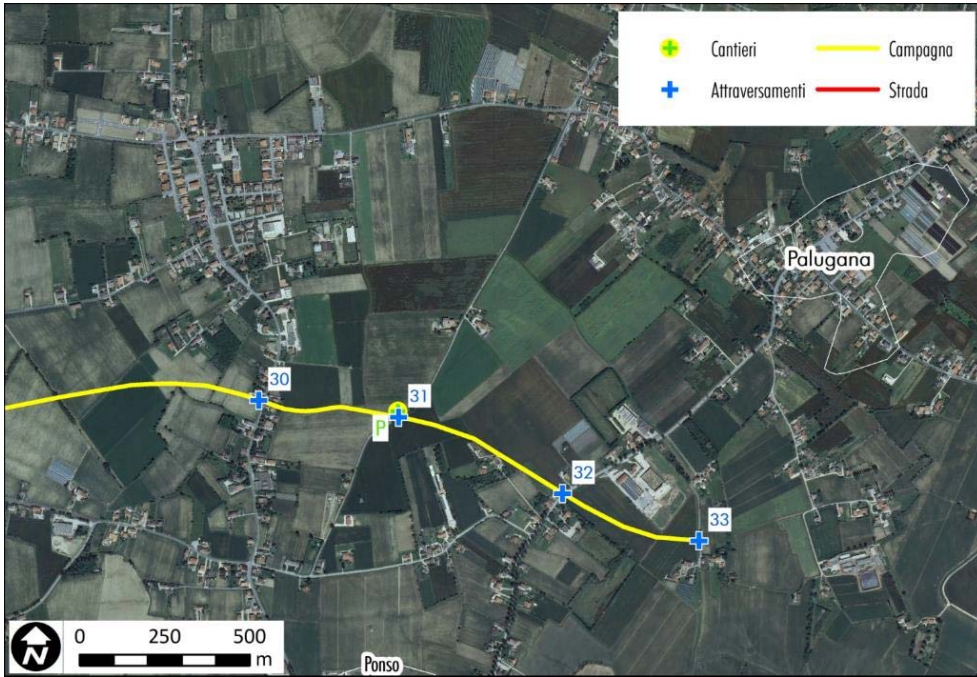 Cantieri
Campagna
Attraversamenti
Strada
Palugana
30
31
P
32
33
N
0 250 500
m
Ponso